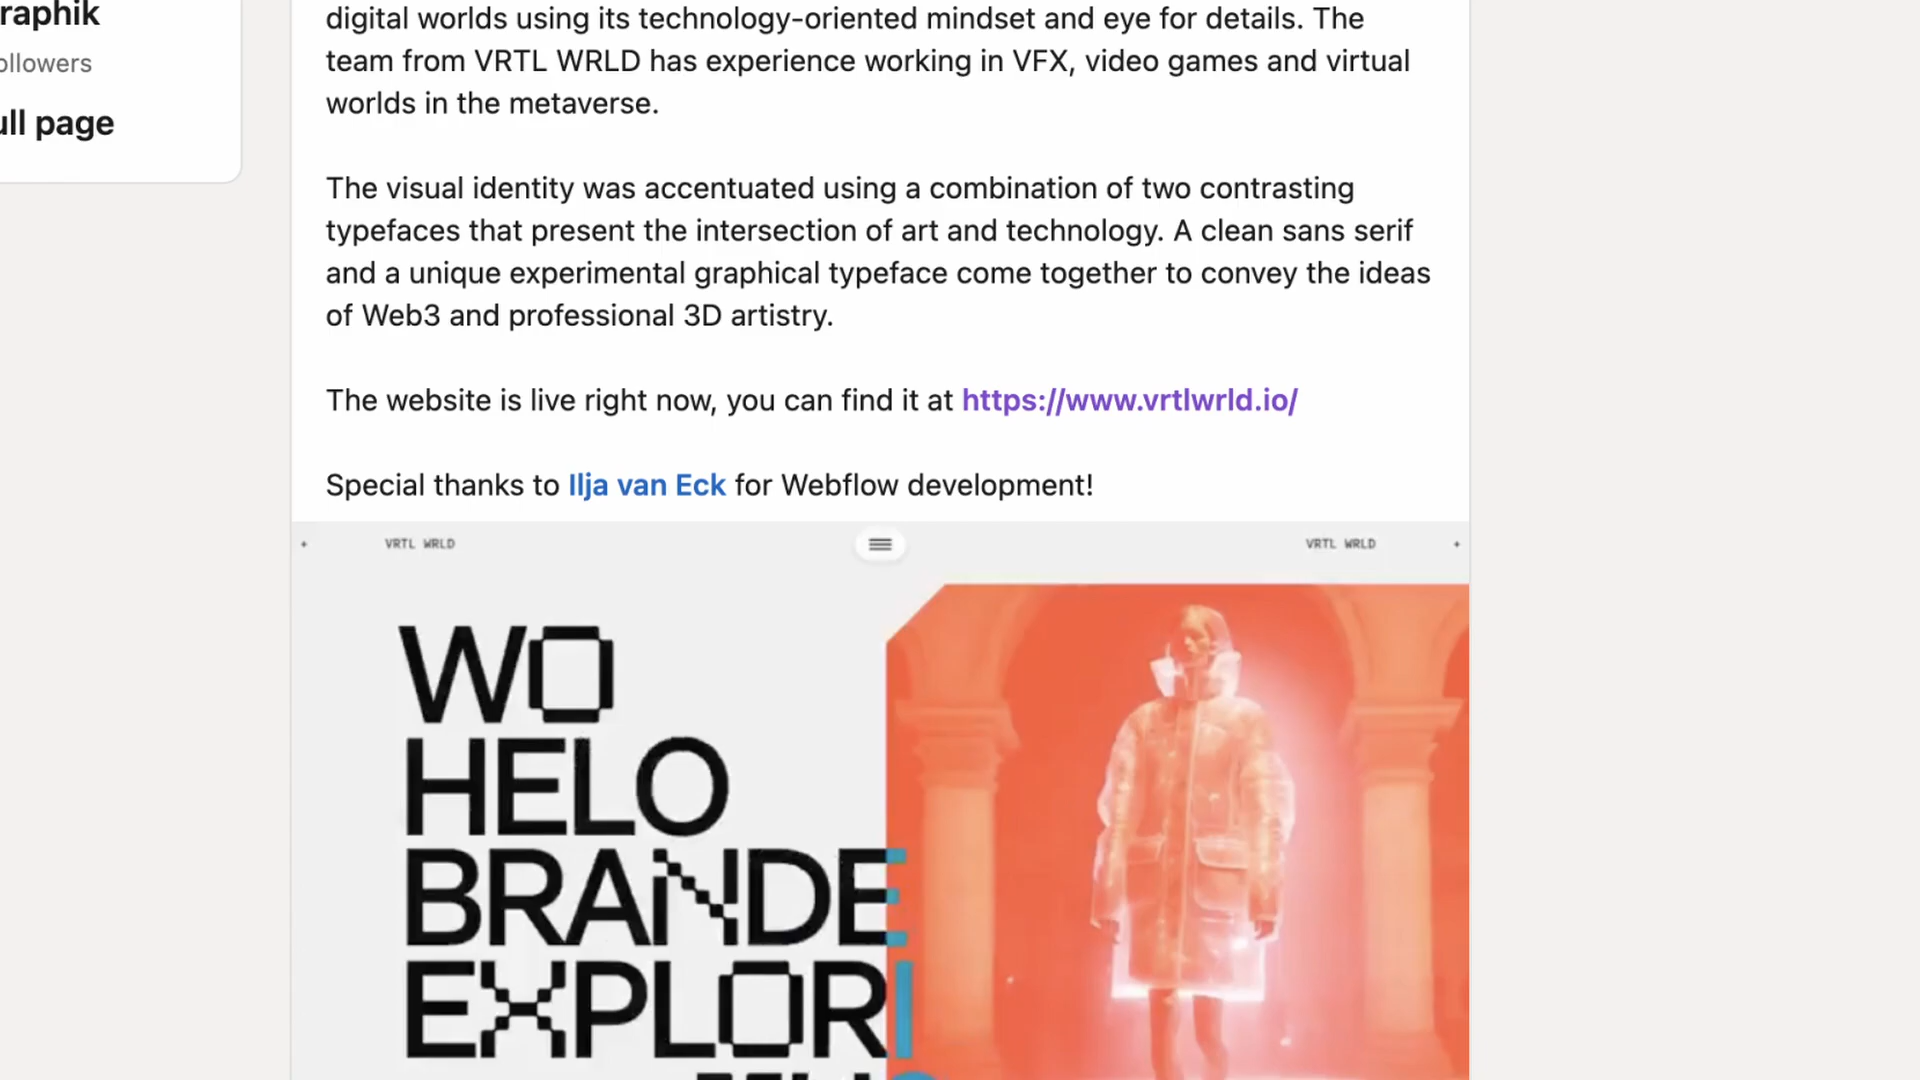 raphik
ollowers
ull page
digital worlds using its technology-oriented mindset and eye for details. The
team from VRTL WRLD has experience working in VFX, video games and virtual
worlds in the metaverse.
The visual identity was accentuated using a combination of two contrasting
typefaces that present the intersection of art and technology. A clean sans serif
and a unique experimental graphical typeface come together to convey the ideas
of Web3 and professional 3D artistry.
The website is live right now, you can find it at https://www.vrtlwrld.io/
Special thanks to Ilja van Eck for Webflow development!
VRTL WRLD
VRTL WRLD
WO
HELO
BRANDE
EXPLORI